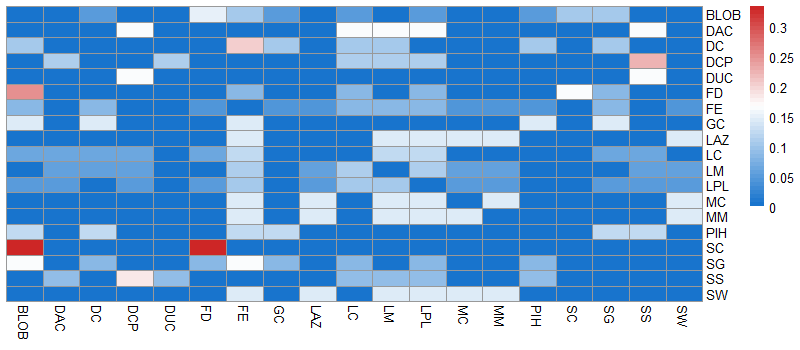 BLOB
DAC
DC
DCP
DUC
FD
FE
GC
LAZ
LC
LM
LPL
MC
MM
PIH
SC
SG
SS
SW
0.3
0.25
0.2
0.15
0.1
0.05
0
BLOB DAC DC DCP DUC FD FE GC LAZ LC LM LPL MC MM PIH SC SG SS SW